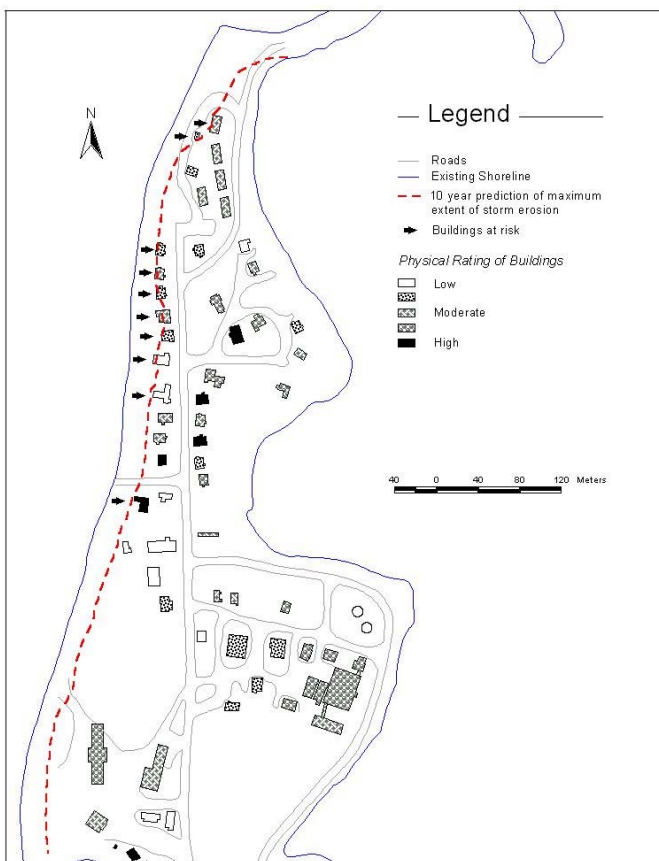 N
Legend
Roads
Existing Shoreline
10 year prediction of maximum
extent of storm erosion
Buildings at risk
Physical Rating of Buildings
Low
Moderate
High
40 0 40 80 120 Meters